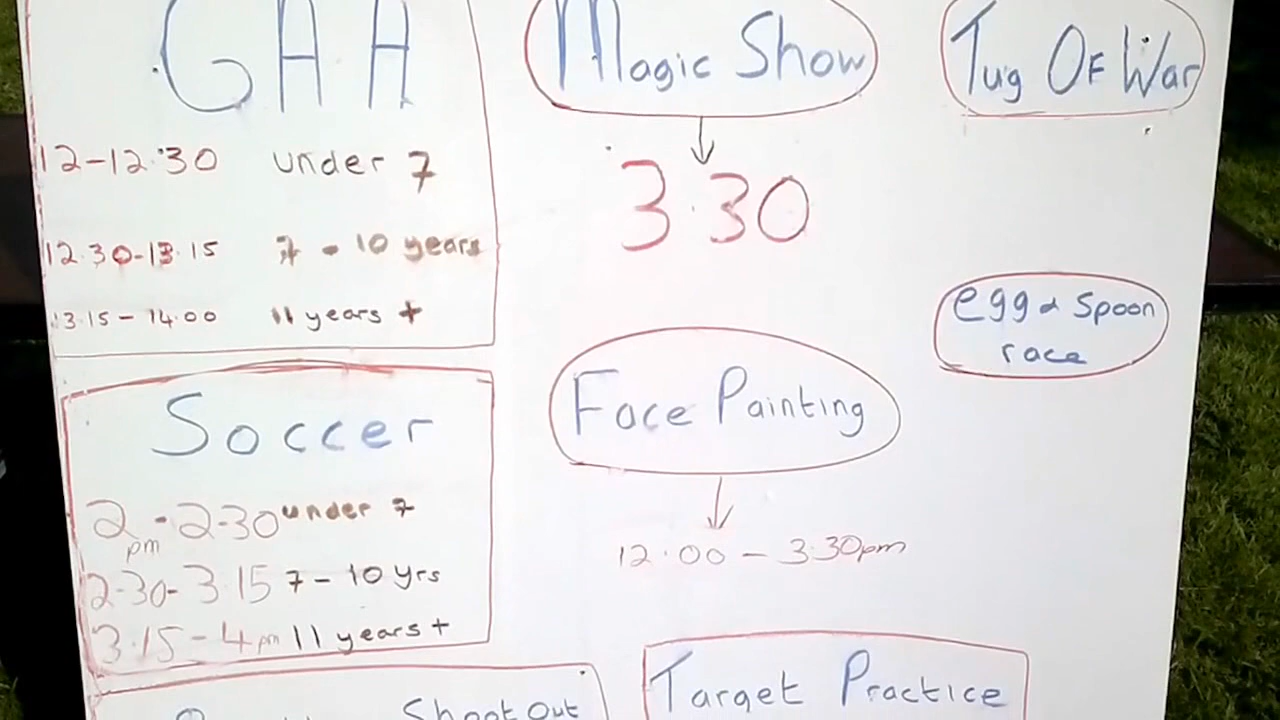 GAA
12-12.30 under 7
12.30-13.15 7 - 10 years
13.15 - 14.00 11 years +
Soccer
2pm - 2.30 under 7
2.30- 3.15 7 - 10 yrs
3.15 - 4pm 11 years +
Shoot Out
Magic Show
3.30
Face Painting
12.00 - 3.30pm
Target Practice
Tug Of War
egg & Spoon
race